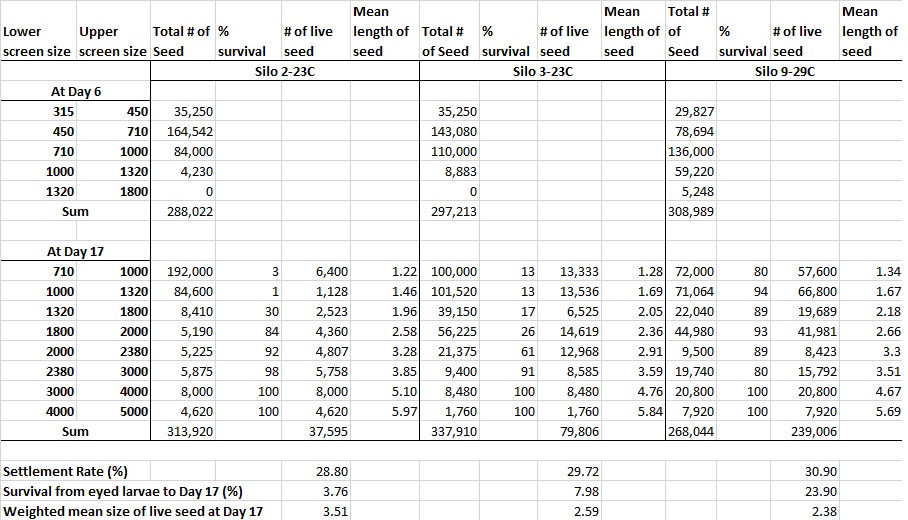 Mean Total # Mean
Mean
Lower Upper Total # of % # of live length of Total # % # of live length of of % # of live length of
screen size screen size Seed survival seed seed of Seed survival seed seed Seed survival seed seed
Silo 2-23C Silo 3-23C Silo 9-29C
At Day 6
315 450 35,250 35,250 29,827
450 710 164,542 143,080 78,694
710 1000 84,000 110,000 136,000
1000 1320 4,230 8,883 59,220
1320 1800 0 0 5,248
Sum 288,022 297,213 308,989
At Day 17
710 1000 192,000 3 6,400 1.22 100,000 13 13,333 1.28 72,000 80 57,600 1.34
1000 1320 84,600 1 1,128 1.46 101,520 13 13,536 1.69 71,064 94 66,800 1.67
1320 1800 8,410 30 2,523 1.96 39,150 17 6,525 2.05 22,040 89 19,689 2.18
1800 2000 5,190 84 4,360 2.58 56,225 26 14,619 2.36 44,980 93 41,981 2.66
2000 2380 5,225 92 4,807 3.28 21,375 61 12,968 2.91 9,500 89 8,423 3.3
2380 3000 5,875 98 5,758 3.85 9,400 91 8,585 3.59 19,740 80 15,792 3.51
3000 4000 8,000 100 8,000 5.10 8,480 100 8,480 4.76 20,800 100 20,800 4.67
4000 5000 4,620 100 4,620 5.97 1,760 100 1,760 5.84 7,920 100 7,920 5.69
Sum 313,920 37,595 337,910 79,806 268,044 239,006
Settlement Rate (%) 28.80 29.72 30.90
Survival from eyed larvae to Day 17 (%) 3.76 7.98 23.90
Weighted mean size of live seed at Day 17 3.51 2.59 2.38